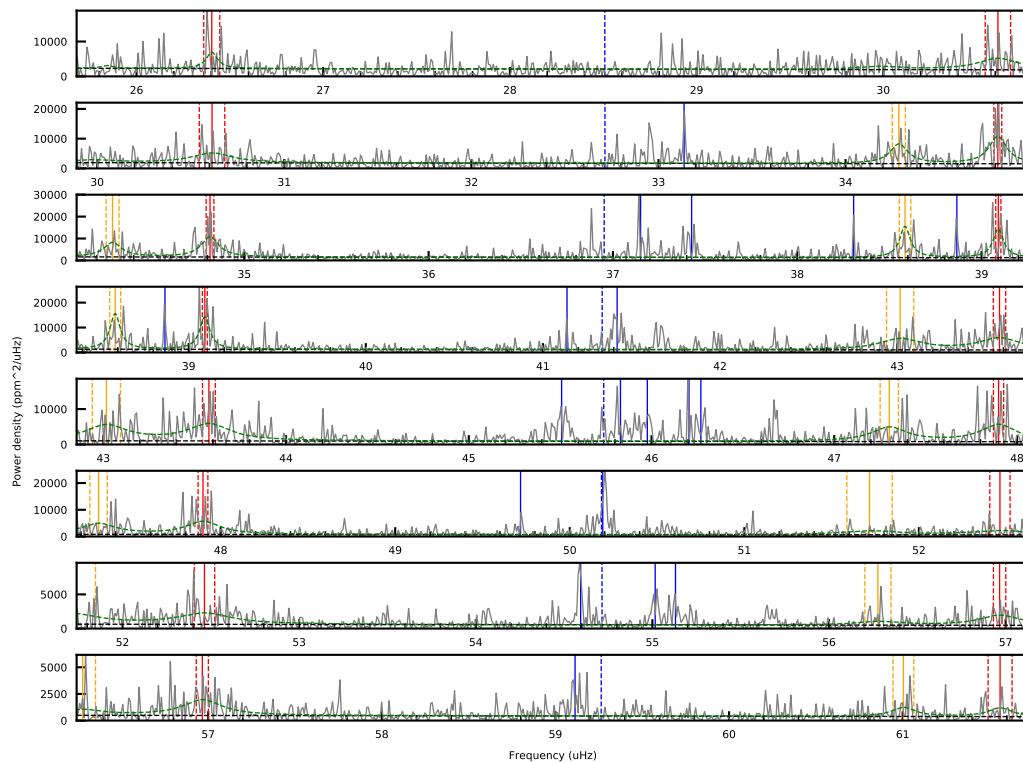 10000
0
26 27 28 29 30
20000
10000
0
30 31 32 33 34
30000
20000
10000
0
35 36 37 38 39
20000
10000
0
39 40 41 42 43
10000
0
43 44 45 46 47 48
20000
10000
0
48 49 50 51 52
5000
0
52 53 54 55 56 57
5000
2500
0
57 58 59 60 61
Power density (ppm^2/uHz)
Frequency (uHz)